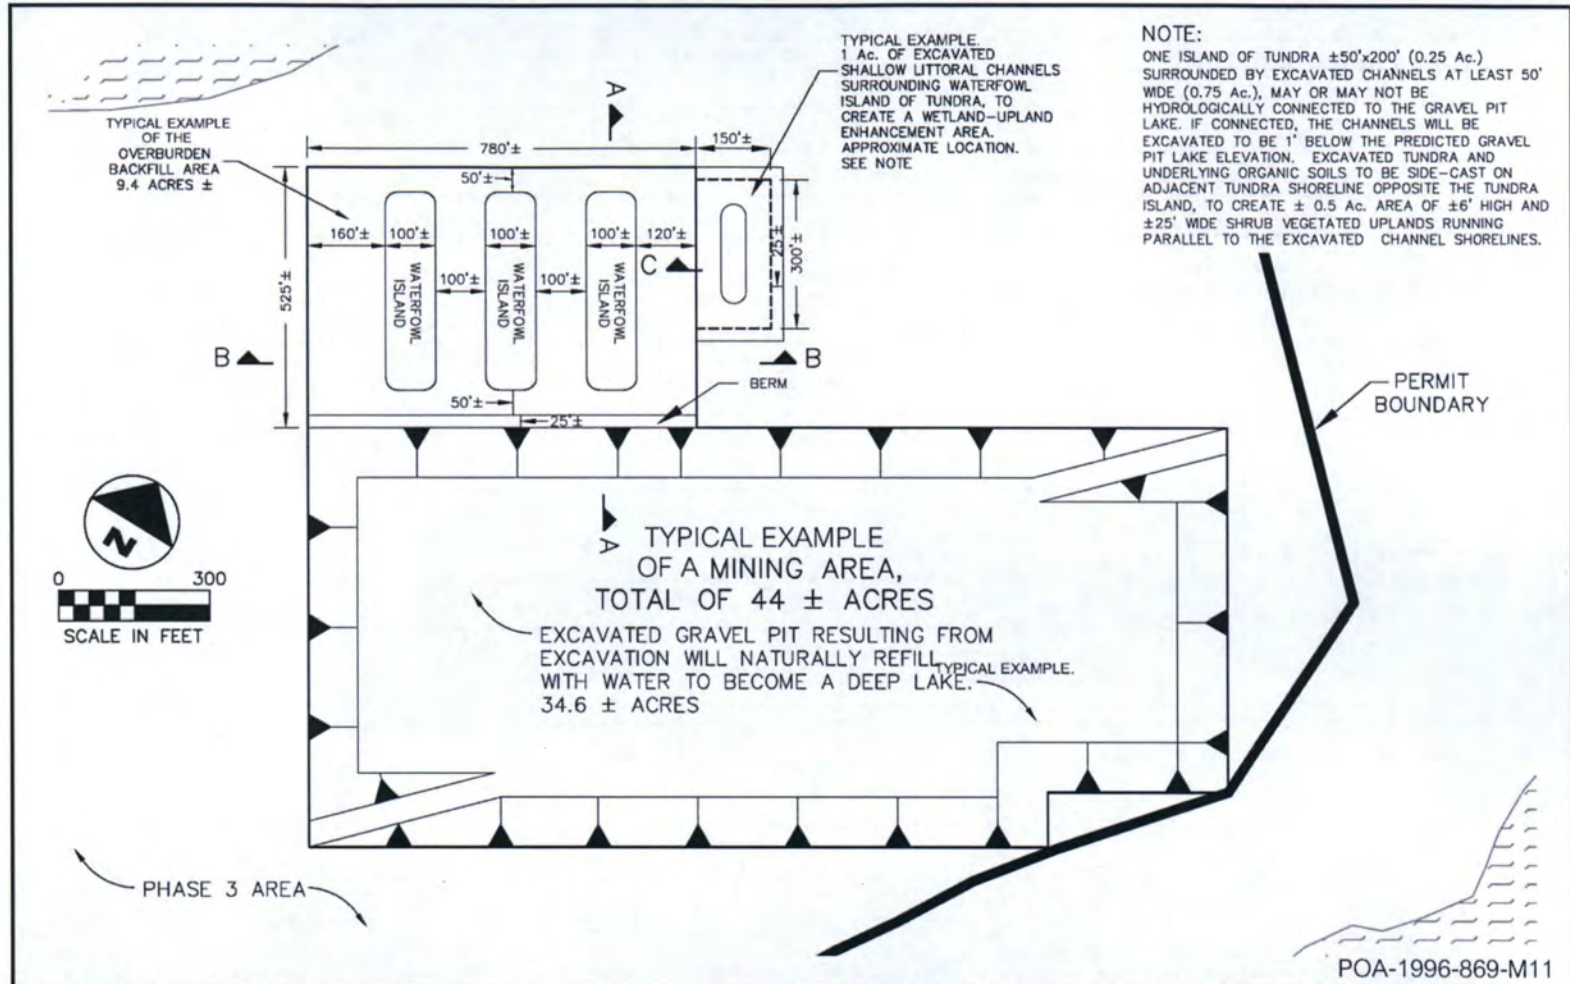 TYPICAL EXAMPLE
OF THE
OVERBURDEN
BACKFILL AREA
9.4 ACRES ±
A
780'±
TYPICAL EXAMPLE.
1 Ac. OF EXCAVATED
SHALLOW LITTORAL CHANNELS
SURROUNDING WATERFOWL
ISLAND OF TUNDRA, TO
CREATE A WETLAND-UPLAND
ENHANCEMENT AREA.
APPROXIMATE LOCATION.
SEE NOTE
150'±
NOTE:
ONE ISLAND OF TUNDRA ±50'x200' (0.25 Ac.)
SURROUNDED BY EXCAVATED CHANNELS AT LEAST 50'
WIDE (0.75 Ac.), MAY OR MAY NOT BE
HYDROLOGICALLY CONNECTED TO THE GRAVEL PIT
LAKE. IF CONNECTED, THE CHANNELS WILL BE
EXCAVATED TO BE 1' BELOW THE PREDICTED GRAVEL
PIT LAKE ELEVATION. EXCAVATED TUNDRA AND
UNDERLYING ORGANIC SOILS TO BE SIDE-CAST ON
ADJACENT TUNDRA SHORELINE OPPOSITE THE TUNDRA
ISLAND, TO CREATE ± 0.5 Ac. AREA OF ±6' HIGH AND
±25' WIDE SHRUB VEGETATED UPLANDS RUNNING
PARALLEL TO THE EXCAVATED CHANNEL SHORELINES.
50'±
160'±
100'±
100'±
100'±
120'±
525'±
WATERFOWL
ISLAND
100'±
WATERFOWL
ISLAND
100'±
WATERFOWL
ISLAND
C
25'±
300'±
B
B
50'±
25'±
BERM
PERMIT
BOUNDARY
N
0 300
SCALE IN FEET
A
TYPICAL EXAMPLE
OF A MINING AREA,
TOTAL OF 44 ± ACRES
EXCAVATED GRAVEL PIT RESULTING FROM
EXCAVATION WILL NATURALLY REFILL
WITH WATER TO BECOME A DEEP LAKE.
34.6 ± ACRES
TYPICAL EXAMPLE.
PHASE 3 AREA
POA-1996-869-M11